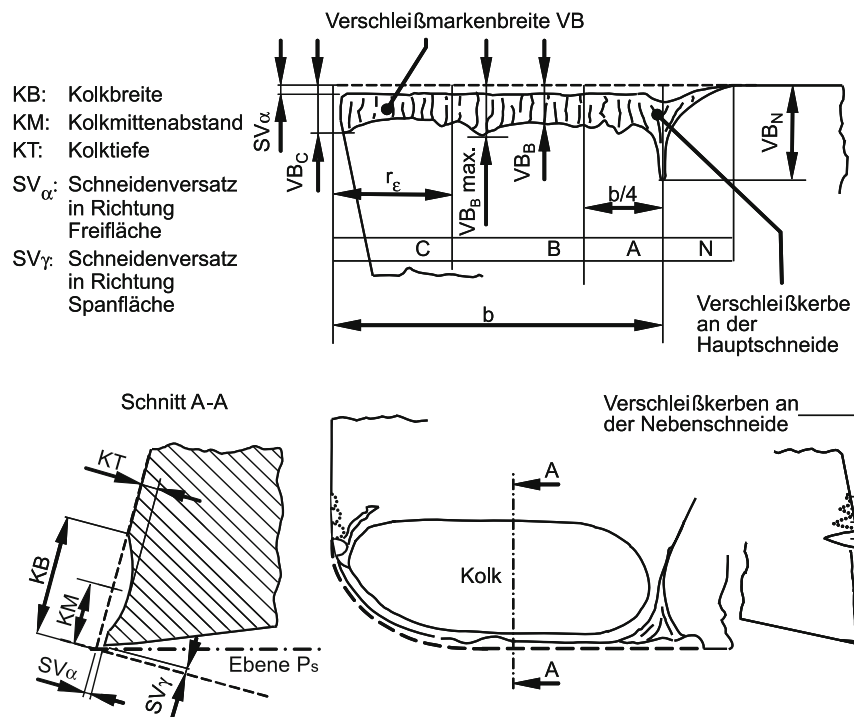 Verschleißmarkenbreite VB
KB: Kolkbreite
KM: Kolkmittenabstand
KT: Kolktiefe
SVα: Schneidenversatz
in Richtung
Freifläche
SVγ: Schneidenversatz
in Richtung
Spanfläche
SVα
VBC
rε
VBB max.
VBB
b/4
VBN
C
B
A
N
b
Verschleißkerbe
an der
Hauptschneide
Schnitt A-A
KT
KB
KM
SVα
SVγ
Ebene Ps
A
Kolk
A
Verschleißkerben an
der Nebenschneide